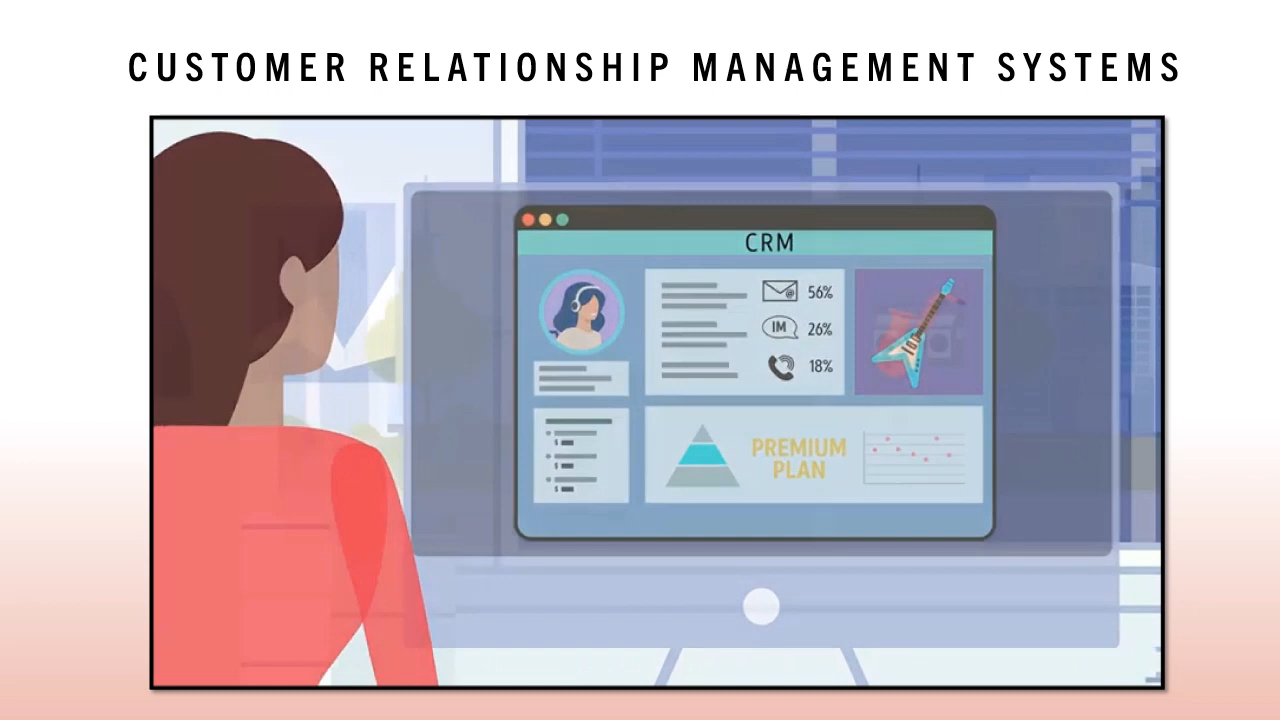 CUSTOMER RELATIONSHIP MANAGEMENT SYSTEMS
CRM
@ 56%
IM 26%
18%
$
$
$
PREMIUM
PLAN